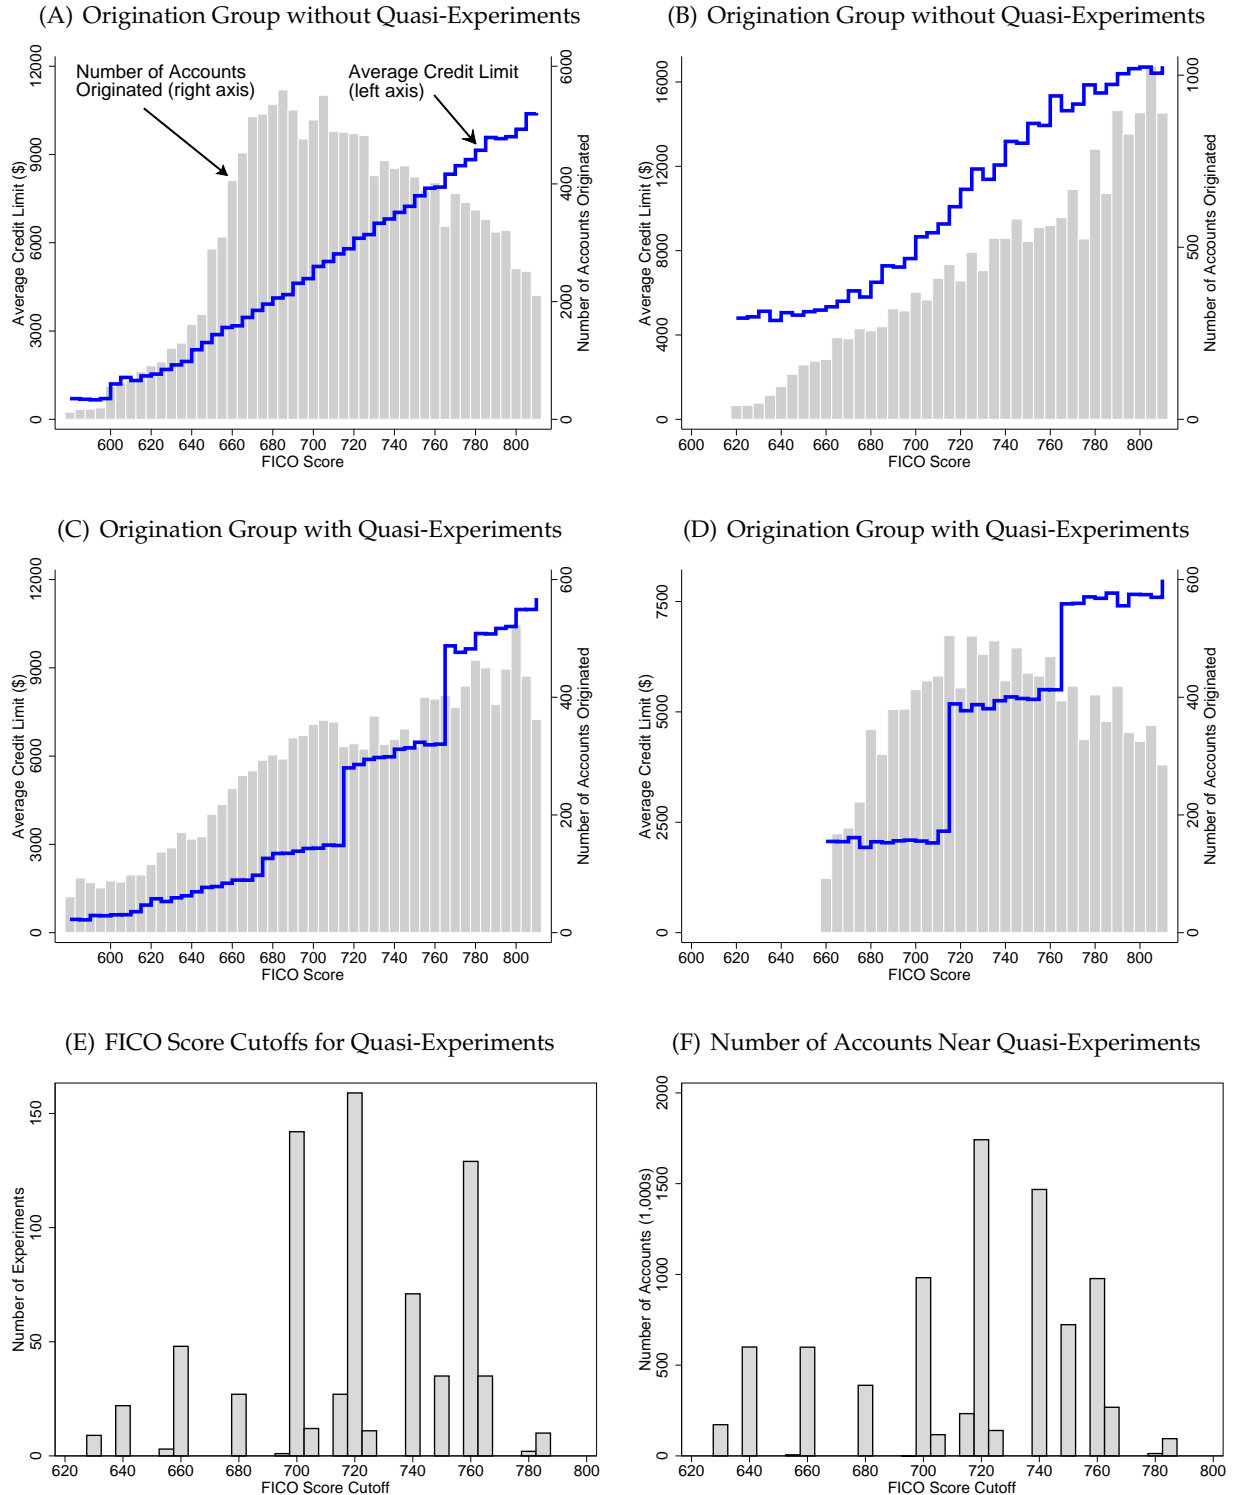 (A) Origination Group without Quasi-Experiments
Number of Accounts
Originated (right axis)
Average Credit Limit
(left axis)
Average Credit Limit ($)
0 3000 6000 9000 12000
Number of Accounts Originated
0 2000 4000 6000
600 620 640 660 680 700 720 740 760 780 800
FICO Score
(B) Origination Group without Quasi-Experiments
Average Credit Limit ($)
0 4000 8000 12000 16000
Number of Accounts Originated
0 500 1000
600 620 640 660 680 700 720 740 760 780 800
FICO Score
(C) Origination Group with Quasi-Experiments
Average Credit Limit ($)
0 3000 6000 9000 12000
Number of Accounts Originated
0 200 400 600
600 620 640 660 680 700 720 740 760 780 800
FICO Score
(D) Origination Group with Quasi-Experiments
Average Credit Limit ($)
0 2500 5000 7500
Number of Accounts Originated
0 200 400 600
600 620 640 660 680 700 720 740 760 780 800
FICO Score
(E) FICO Score Cutoffs for Quasi-Experiments
Number of Experiments
0 50 100 150
620 640 660 680 700 720 740 760 780 800
FICO Score Cutoff
(F) Number of Accounts Near Quasi-Experiments
Number of Accounts (1,000s)
0 500 1000 1500 2000
620 640 660 680 700 720 740 760 780 800
FICO Score Cutoff